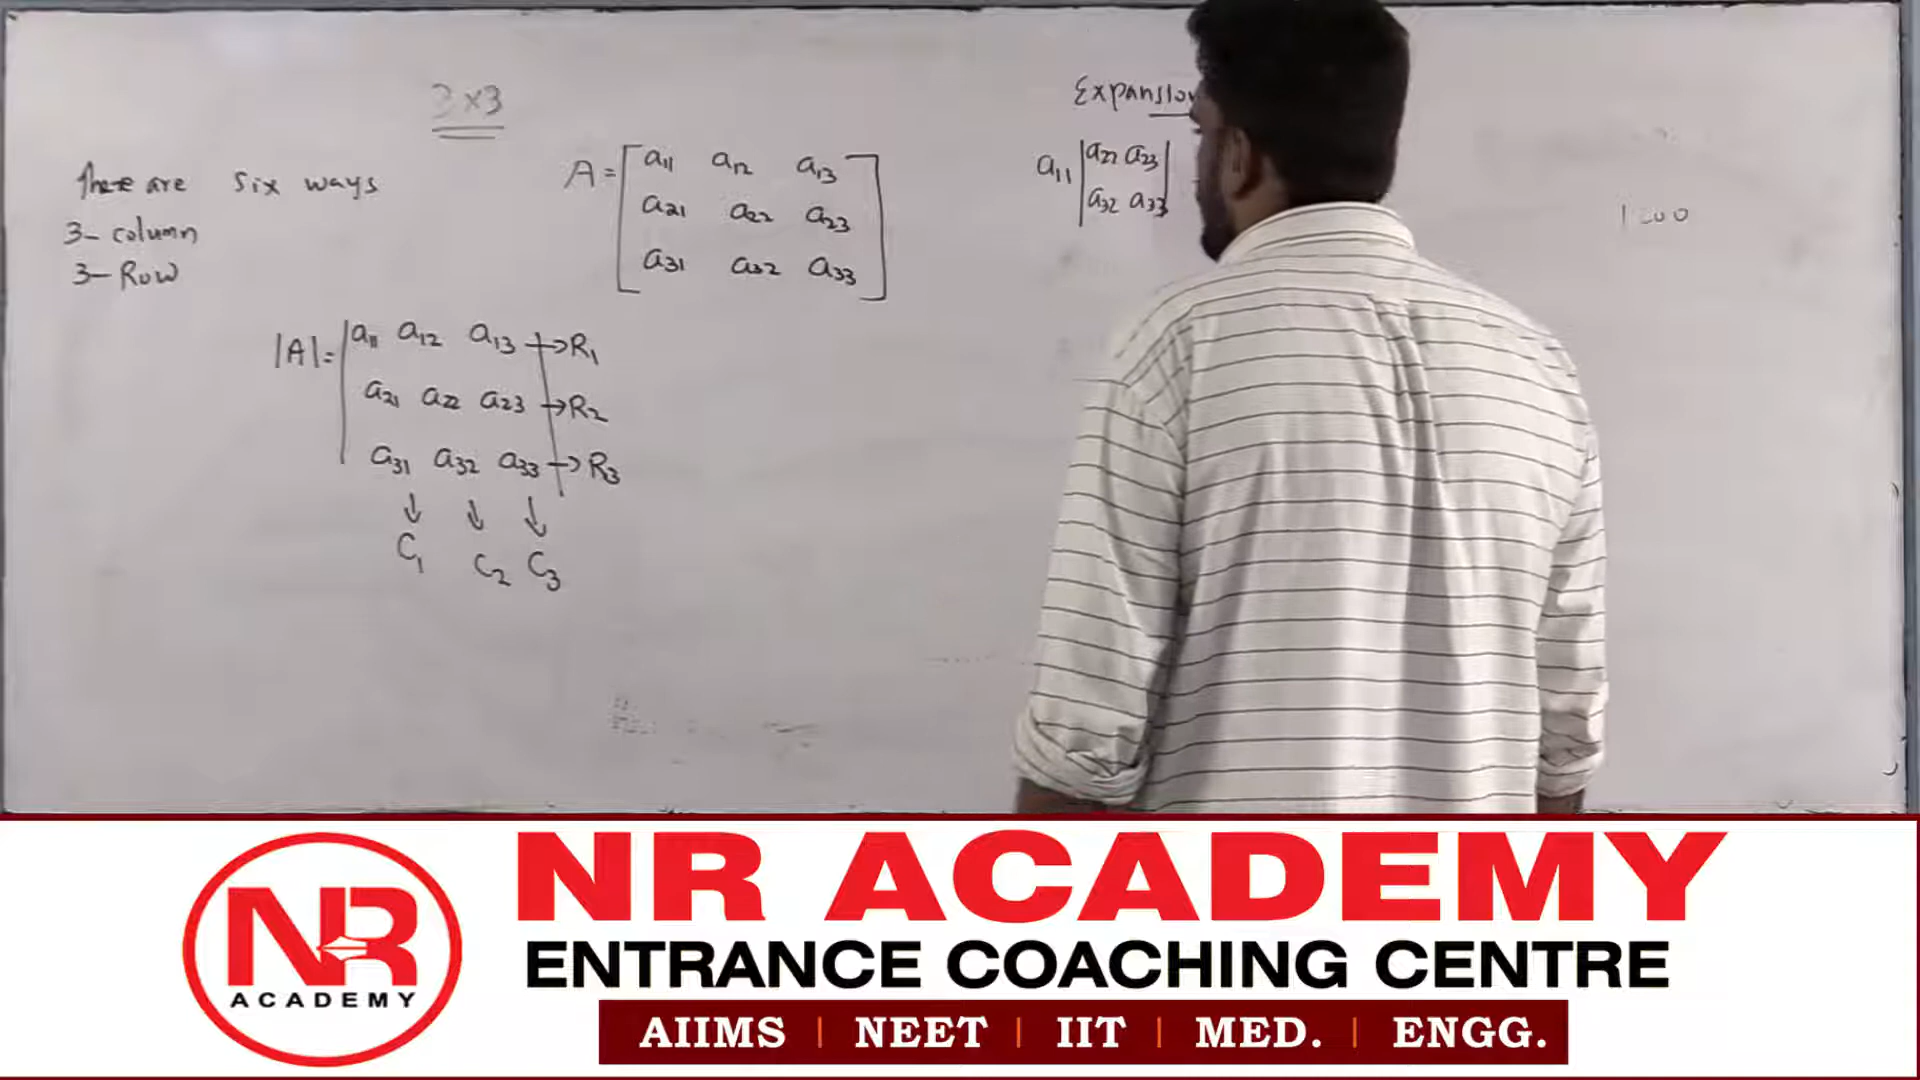 3×3
There are six ways
3- column
3- Row
A = [a11 a12 a13
a21 a22 a23
a31 a32 a33]
|A| = |a11 a12 a13| → R1
a21 a22 a23 → R2
a31 a32 a33 → R3
↓ ↓ ↓
C1 C2 C3
Expansion
a11 |a22 a23
a32 a33|
NR ACADEMY
NR
ACADEMY
ENTRANCE COACHING CENTRE
AIIMS | NEET | IIT | MED. | ENGG.